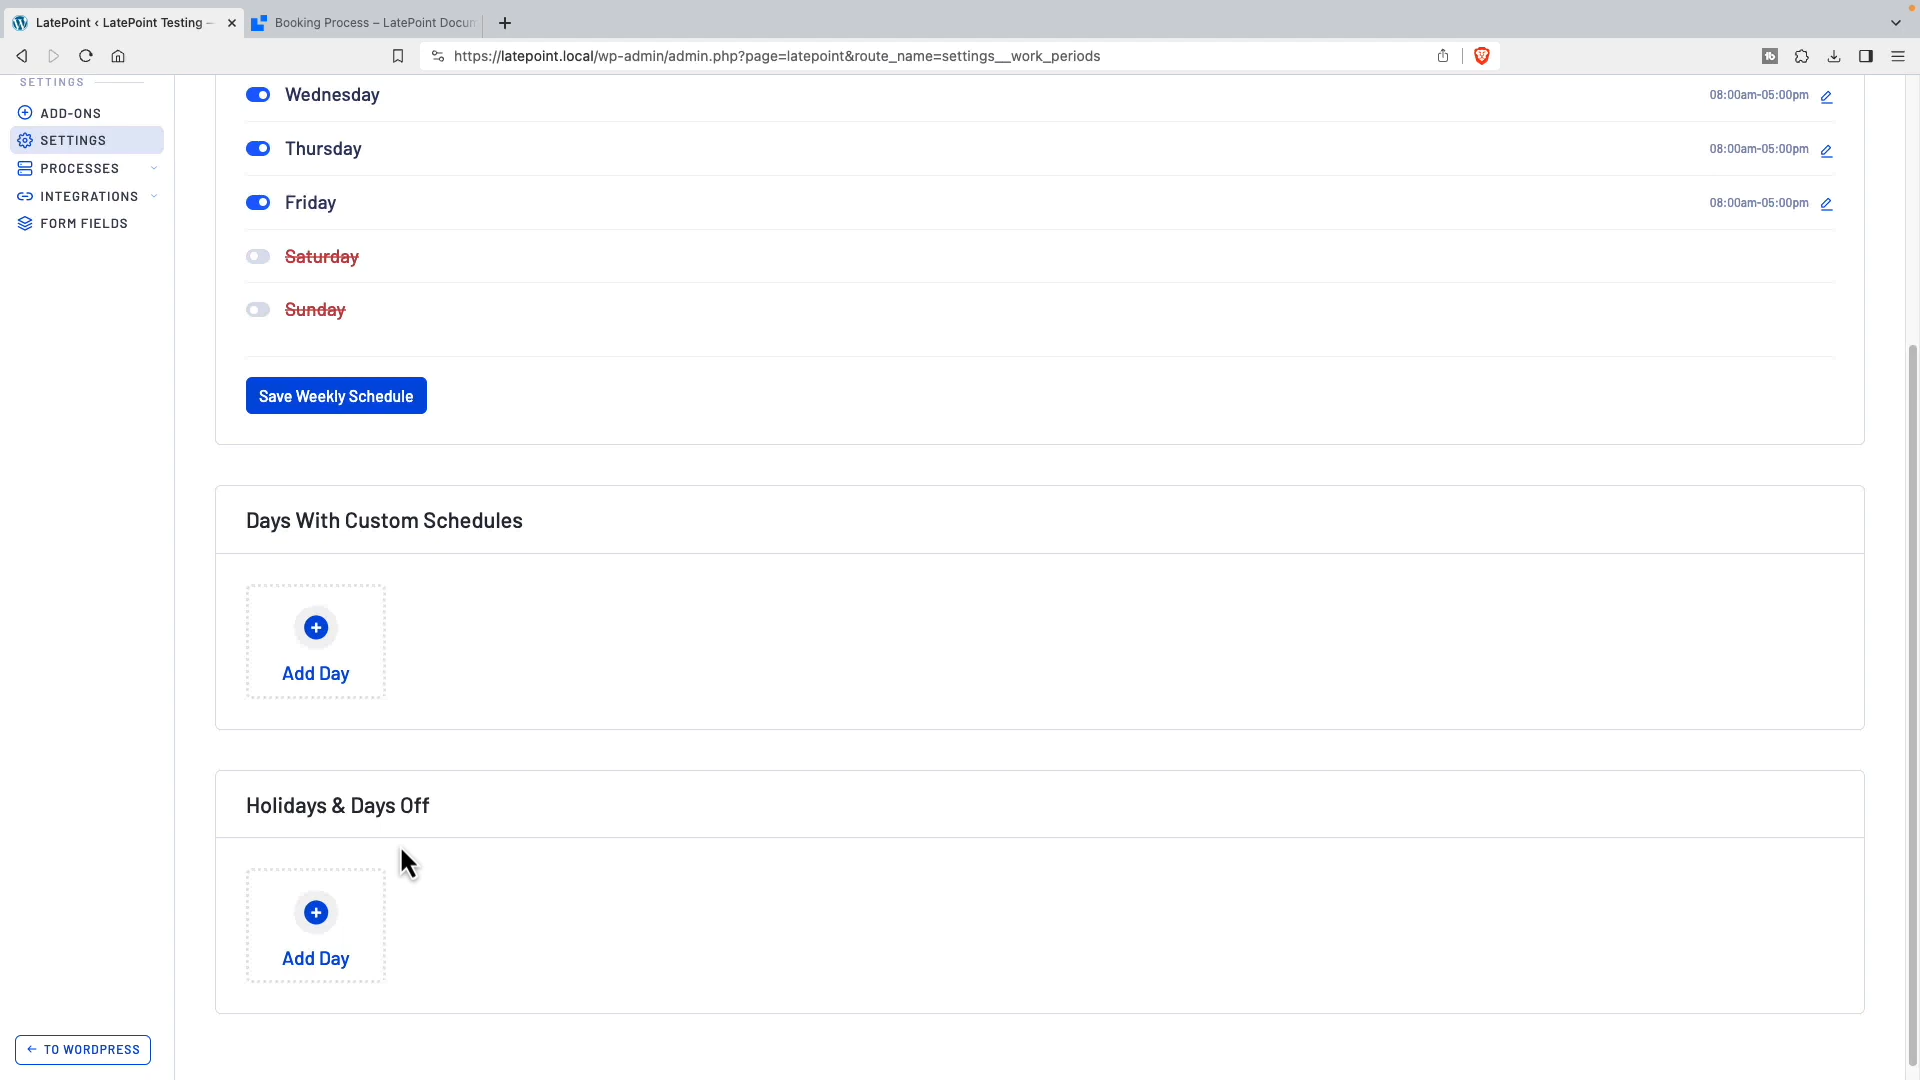 LatePoint ‹ LatePoint Testing –
Booking Process – LatePoint Docum
https://latepoint.local/wp-admin/admin.php?page=latepoint&route_name=settings__work_periods
SETTINGS
ADD-ONS
SETTINGS
PROCESSES
INTEGRATIONS
FORM FIELDS
TO WORDPRESS
Wednesday 08:00am-05:00pm
Thursday 08:00am-05:00pm
Friday 08:00am-05:00pm
Saturday
Sunday
Save Weekly Schedule
Days With Custom Schedules
Add Day
Holidays & Days Off
Add Day